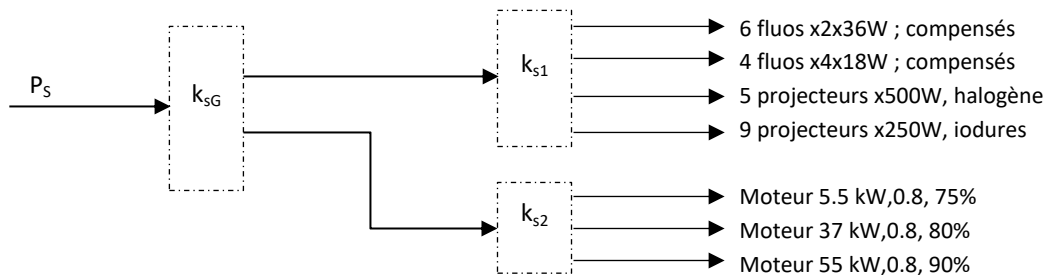 6 fluos x2x36W ; compensés
4 fluos x4x18W ; compensés
5 projecteurs x500W, halogène
9 projecteurs x250W, iodures
k_s1
P_S
k_sG
k_s2
Moteur 5.5 kW,0.8, 75%
Moteur 37 kW,0.8, 80%
Moteur 55 kW,0.8, 90%